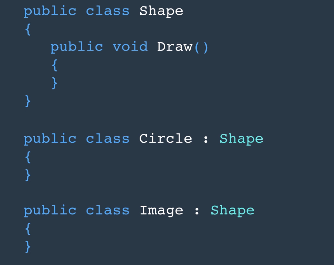 public class Shape
{
public void Draw()
{
}
}
public class Circle : Shape
{
}
public class Image : Shape
{
}